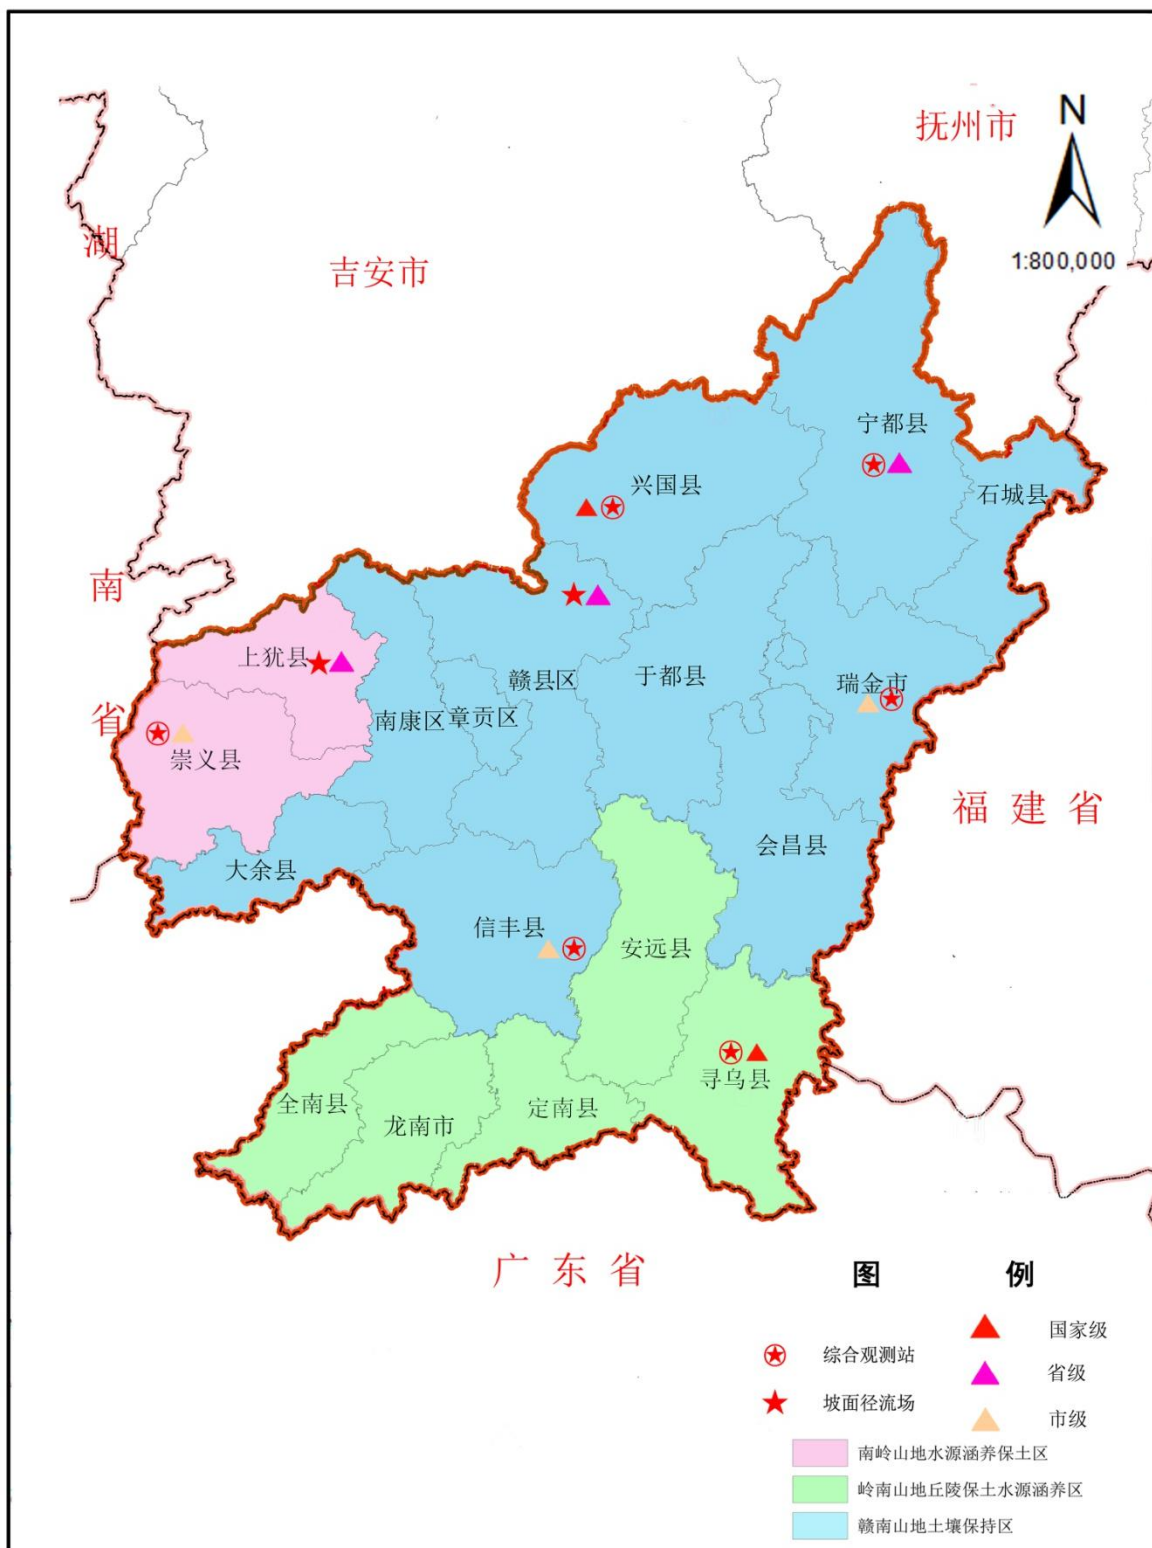 抚州市
N
1:800,000
湖
吉安市
宁都县
兴国县
石城县
南
上犹县
赣县区
于都县
瑞金市
南康区
章贡区
省
崇义县
福建省
会昌县
大余县
信丰县
安远县
寻乌县
全南县
定南县
龙南市
广东省
图例
国家级
综合观测站
省级
坡面径流场
市级
南岭山地水源涵养保土区
岭南山地丘陵保土水源涵养区
赣南山地土壤保持区